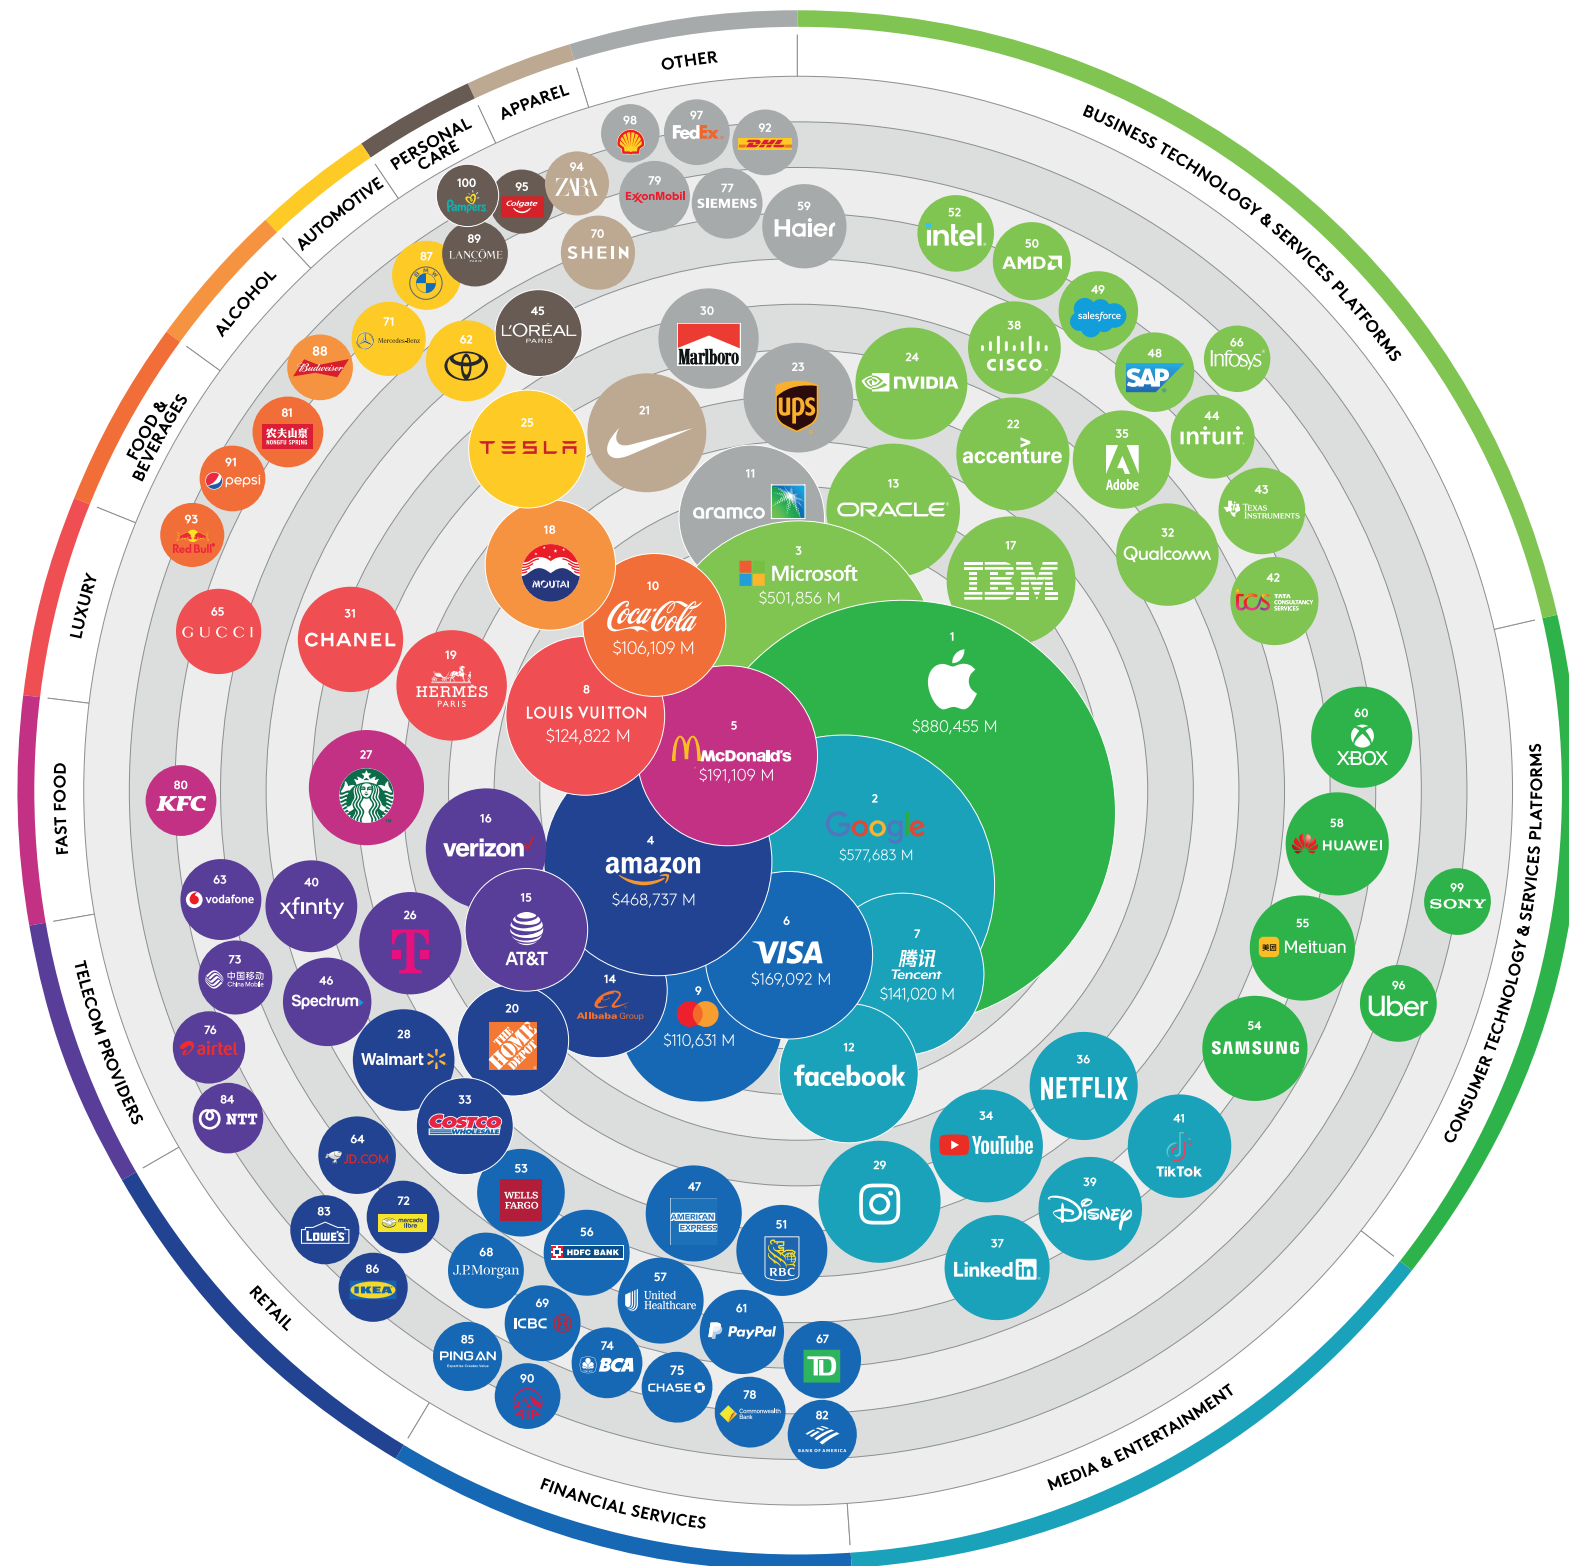 OTHER
BUSINESS TECHNOLOGY & SERVICES PLATFORMS
CONSUMER TECHNOLOGY & SERVICES PLATFORMS
MEDIA & ENTERTAINMENT
FINANCIAL SERVICES
RETAIL
TELECOM PROVIDERS
FAST FOOD
LUXURY
FOOD &
BEVERAGES
ALCOHOL
AUTOMOTIVE
PERSONAL
CARE
APPAREL
98
97
FedEx
92
DHL
79
ExxonMobil
77
SIEMENS
59
Haier
30
Marlboro
23
ups
11
aramco
52
intel
50
AMD
49
salesforce
48
SAP
66
Infosys
38
CISCO
24
NVIDIA
22
accenture
35
Adobe
44
INTUIT
43
TEXAS
INSTRUMENTS
13
ORACLE
17
IBM
32
Qualcomm
42
tcs
TATA
CONSULTANCY
SERVICES
3
Microsoft
$501,856 M
1
$880,455 M
60
XBOX
58
HUAWEI
99
SONY
55
美团
Meituan
96
Uber
54
SAMSUNG
2
Google
$577,683 M
7
腾讯
Tencent
$141,020 M
12
facebook
36
NETFLIX
34
YouTube
41
TikTok
29
39
Disney
37
Linkedin
6
VISA
$169,092 M
9
$110,631 M
47
AMERICAN
EXPRESS
51
RBC
53
WELLS
FARGO
56
HDFC BANK
57
United
Healthcare
61
PayPal
67
TD
68
J.P.Morgan
69
ICBC
74
BCA
75
CHASE
78
Commonwealth
Bank
82
BANK OF AMERICA
85
PING AN
Expertise Creates Value
90
4
amazon
$468,737 M
14
Alibaba Group
20
THE
HOME
DEPOT
28
Walmart
33
COSTCO
WHOLESALE
64
JD.COM
72
mercado
libre
83
LOWE'S
86
IKEA
16
verizon
15
AT&T
26
T
40
xfinity
46
Spectrum
63
vodafone
73
中国移动
China Mobile
76
airtel
84
NTT
5
McDonald's
$191,109 M
27
80
KFC
8
LOUIS VUITTON
$124,822 M
19
HERMÈS
PARIS
31
CHANEL
65
GUCCI
10
Coca-Cola
$106,109 M
81
农夫山泉
NONGFU SPRING
91
pepsi
93
Red Bull
18
MOUTAI
88
Budweiser
25
TESLA
62
71
Mercedes-Benz
87
BMW
45
L'ORÉAL
PARIS
89
LANCÔME
PARIS
95
Colgate
100
Pampers
21
70
SHEIN
94
ZARA